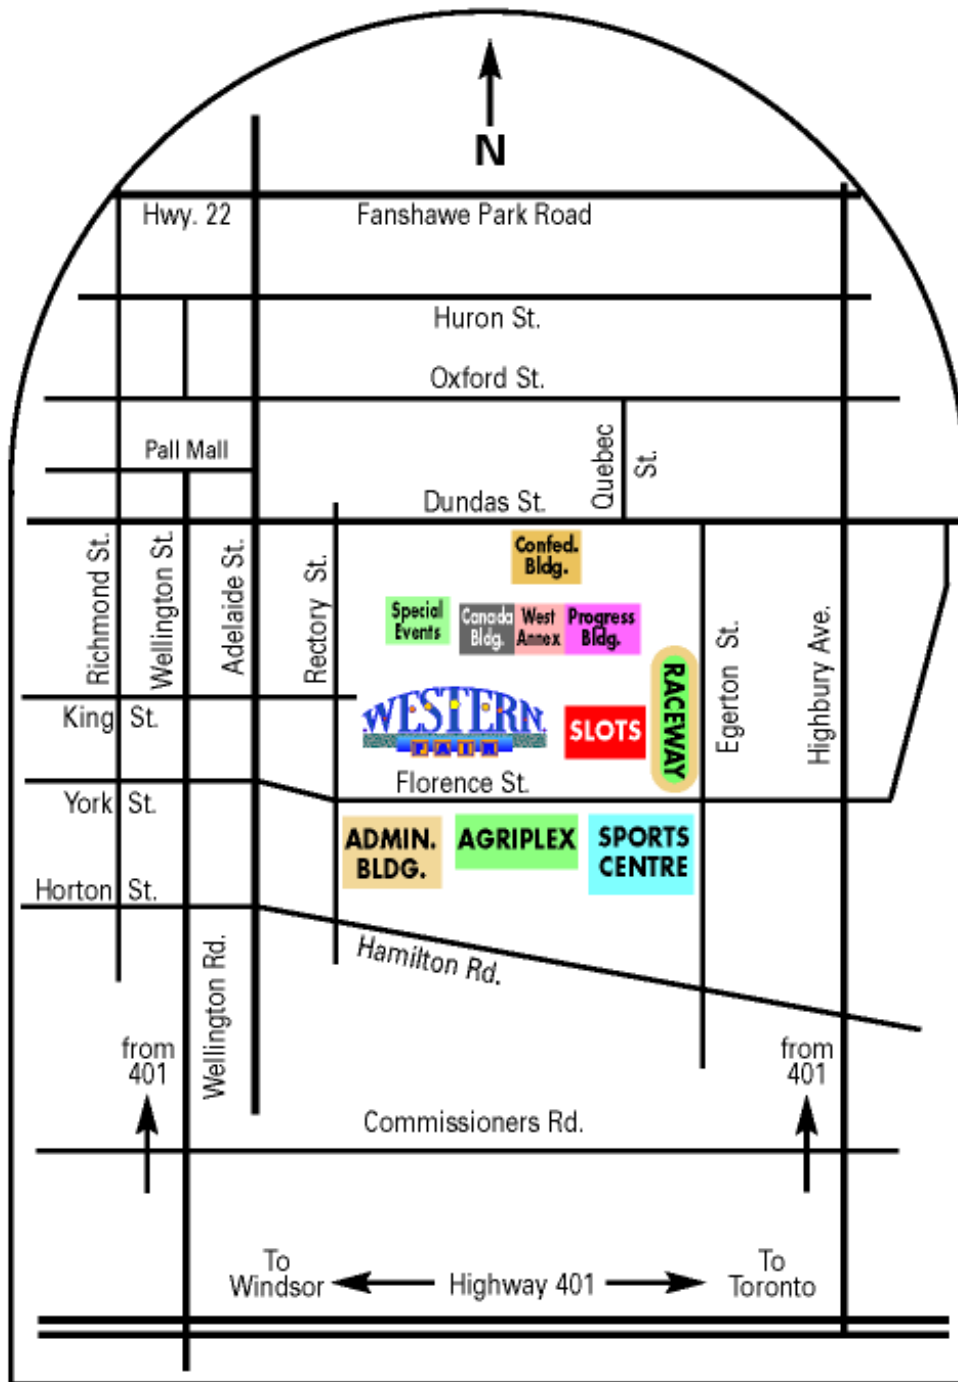 N
Hwy. 22
Fanshawe Park Road
Huron St.
Oxford St.
Quebec
St.
Pall Mall
Dundas St.
Richmond St.
Wellington St.
Adelaide St.
Rectory St.
Confed.
Bldg.
Special
Events
Canada
Bldg.
West
Annex
Progress
Bldg.
RACEWAY
Egerton St.
Highbury Ave.
King St.
WESTERN
FAIR
SLOTS
Florence St.
York St.
ADMIN.
BLDG.
AGRIPLEX
SPORTS
CENTRE
Horton St.
Hamilton Rd.
Wellington Rd.
from
401
from
401
Commissioners Rd.
To
Windsor
Highway 401
To
Toronto